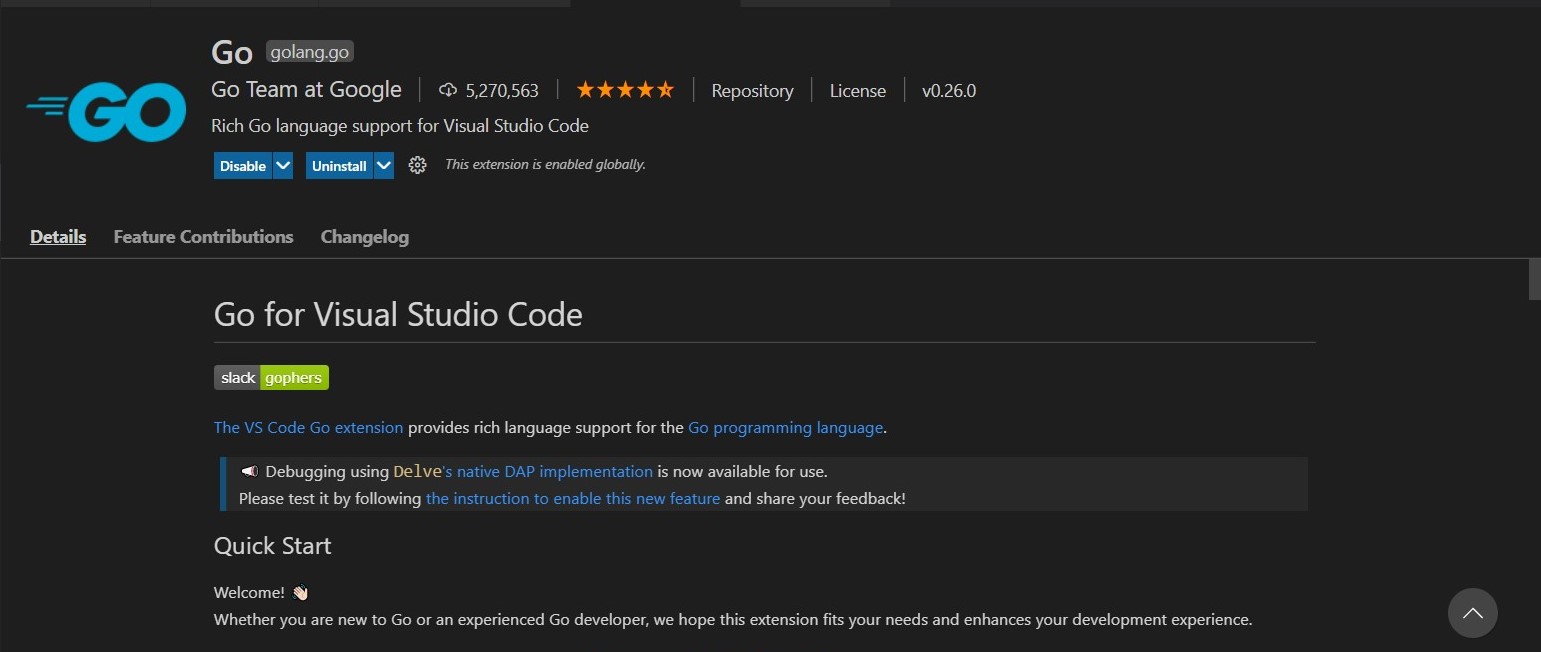 Go golang.go
GO
Go Team at Google 5,270,563 Repository License v0.26.0
Rich Go language support for Visual Studio Code
Disable Uninstall This extension is enabled globally.
Details Feature Contributions Changelog
Go for Visual Studio Code
slack gophers
The VS Code Go extension provides rich language support for the Go programming language.
📣 Debugging using Delve's native DAP implementation is now available for use.
Please test it by following the instruction to enable this new feature and share your feedback!
Quick Start
Welcome! 👋🏻
Whether you are new to Go or an experienced Go developer, we hope this extension fits your needs and enhances your development experience.